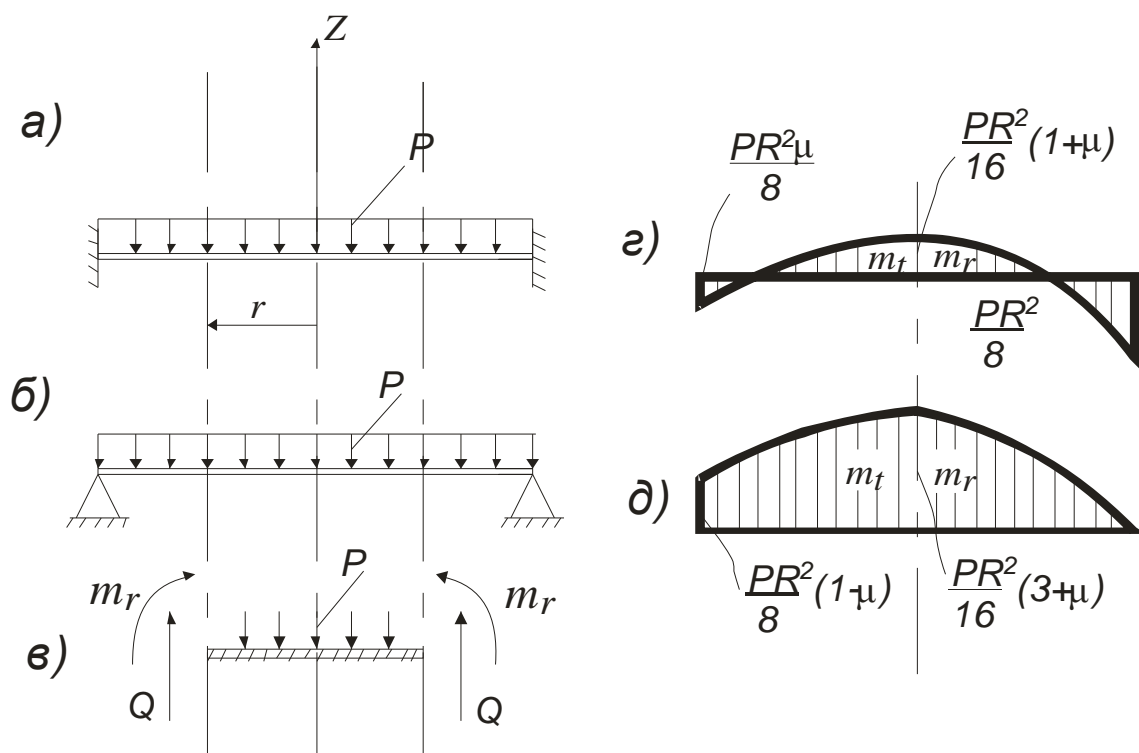 Z
а)
P
r
б)
P
m_r
P
m_r
в)
Q
Q
г)
PR²μ/8
PR²/16 (1+μ)
m_t
m_r
PR²/8
д)
m_t
m_r
PR²/8 (1-μ)
PR²/16 (3+μ)